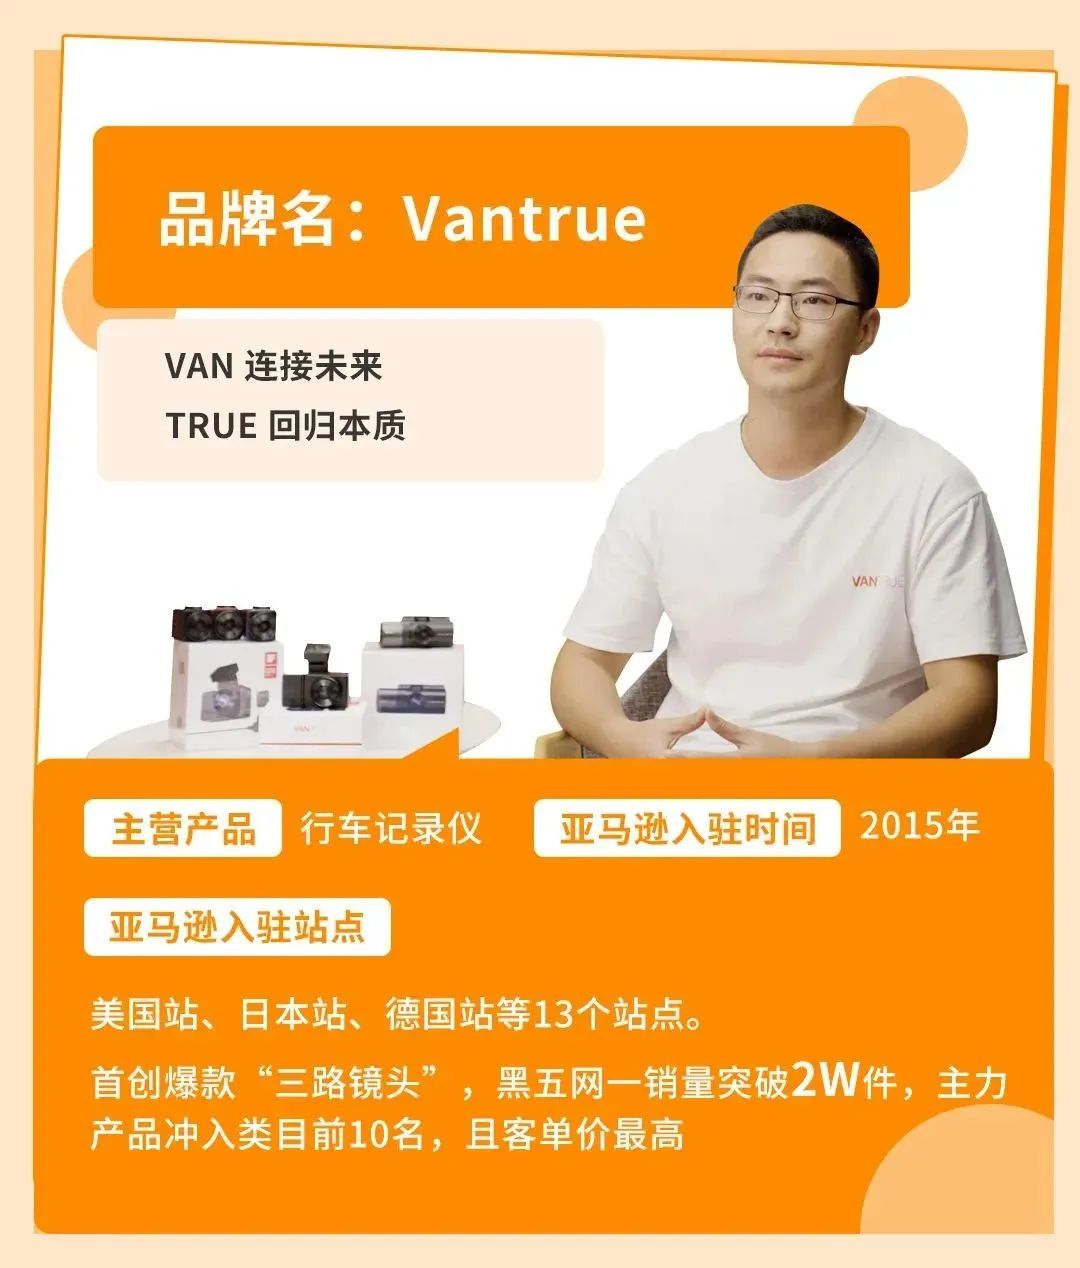 品牌名：Vantrue
VAN 连接未来
TRUE 回归本质
VANTRUE
主营产品 行车记录仪 亚马逊入驻时间 2015年
亚马逊入驻站点
美国站、日本站、德国站等13个站点。
首创爆款“三路镜头”，黑五网一销量突破2W件，主力
产品冲入类目前10名，且客单价最高